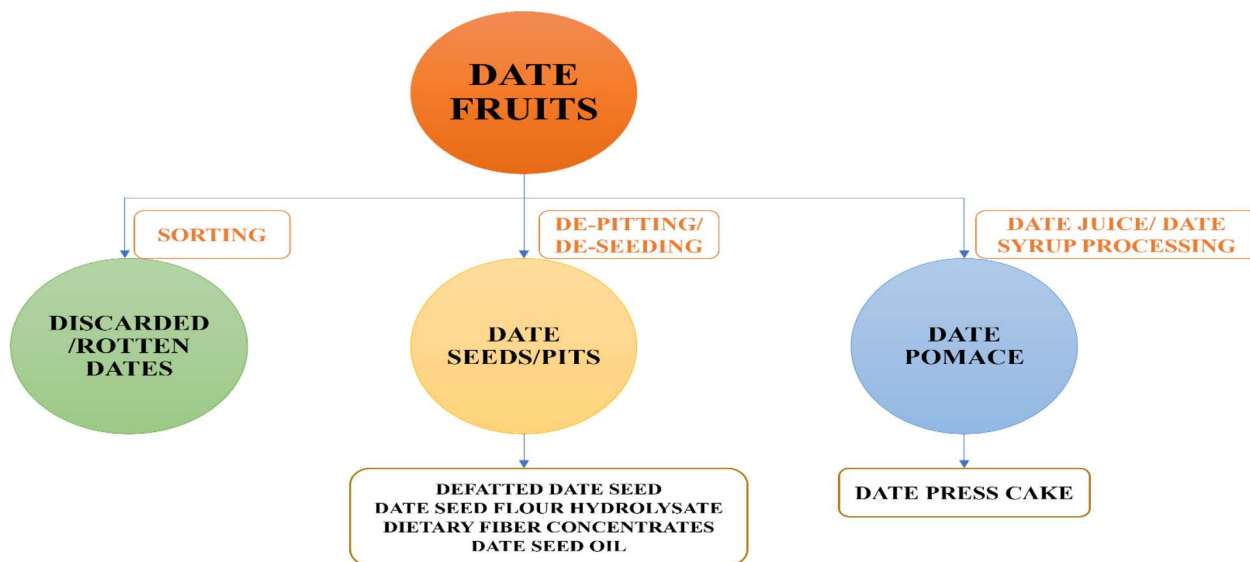 DATE
FRUITS
SORTING
DE-PITTING/
DE-SEEDING
DATE JUICE/ DATE
SYRUP PROCESSING
DISCARDED
/ROTTEN
DATES
DATE
SEEDS/PITS
DATE
POMACE
DEFATTED DATE SEED
DATE SEED FLOUR HYDROLYSATE
DIETARY FIBER CONCENTRATES
DATE SEED OIL
DATE PRESS CAKE